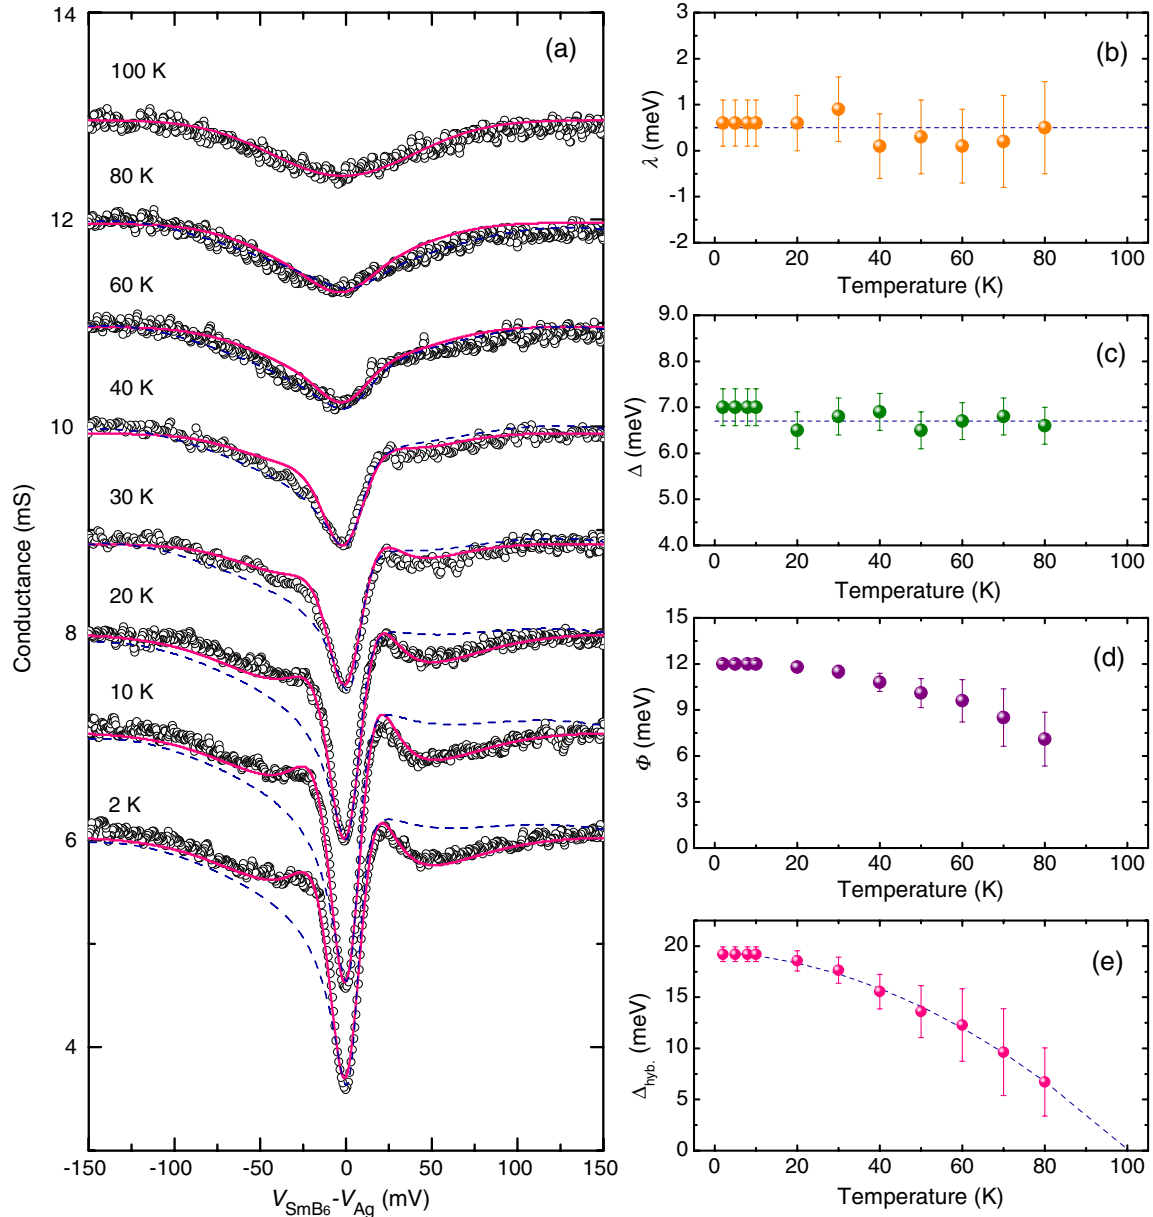 (a)
14
12
10
8
6
4
Conductance (mS)
100 K
80 K
60 K
40 K
30 K
20 K
10 K
2 K
-150 -100 -50 0 50 100 150
V_SmB₆-V_Ag (mV)
(b)
3
2
1
0
-1
-2
λ (meV)
0 20 40 60 80 100
Temperature (K)
(c)
9.0
8.0
7.0
6.0
5.0
4.0
Δ (meV)
0 20 40 60 80 100
Temperature (K)
(d)
15
12
9
6
3
0
Φ (meV)
0 20 40 60 80 100
Temperature (K)
(e)
20
15
10
5
0
Δhyb. (meV)
0 20 40 60 80 100
Temperature (K)